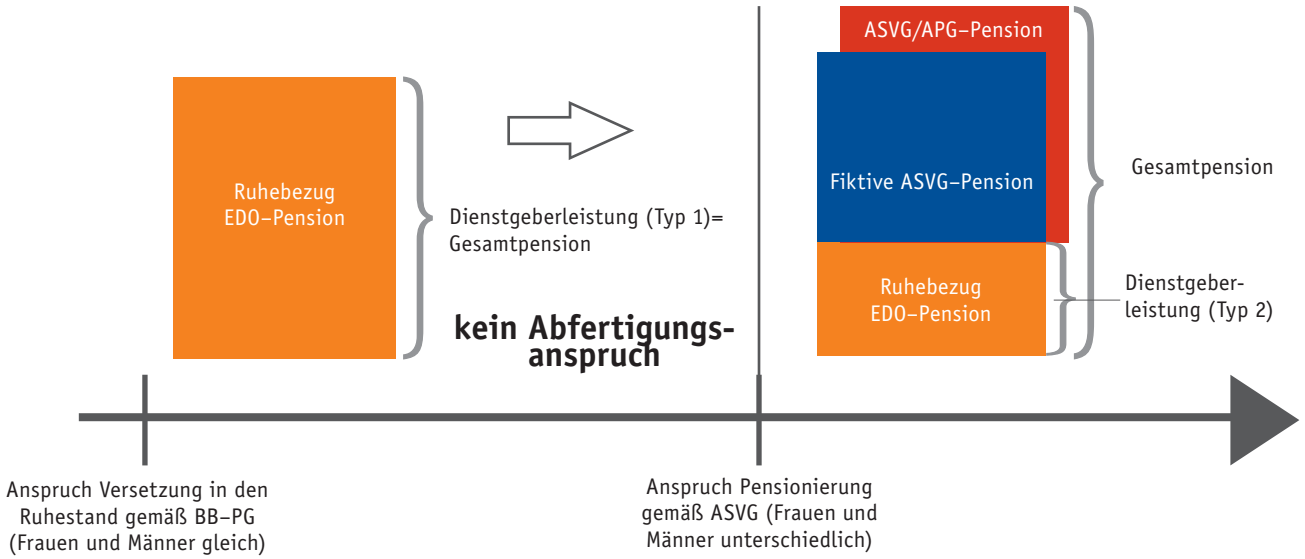 Ruhebezug
EDO–Pension
Dienstgeberleistung (Typ 1)=
Gesamtpension
kein Abfertigungs-
anspruch
ASVG/APG–Pension
Fiktive ASVG–Pension
Ruhebezug
EDO–Pension
Gesamtpension
Dienstgeber-
leistung (Typ 2)
Anspruch Versetzung in den
Ruhestand gemäß BB–PG
(Frauen und Männer gleich)
Anspruch Pensionierung
gemäß ASVG (Frauen und
Männer unterschiedlich)